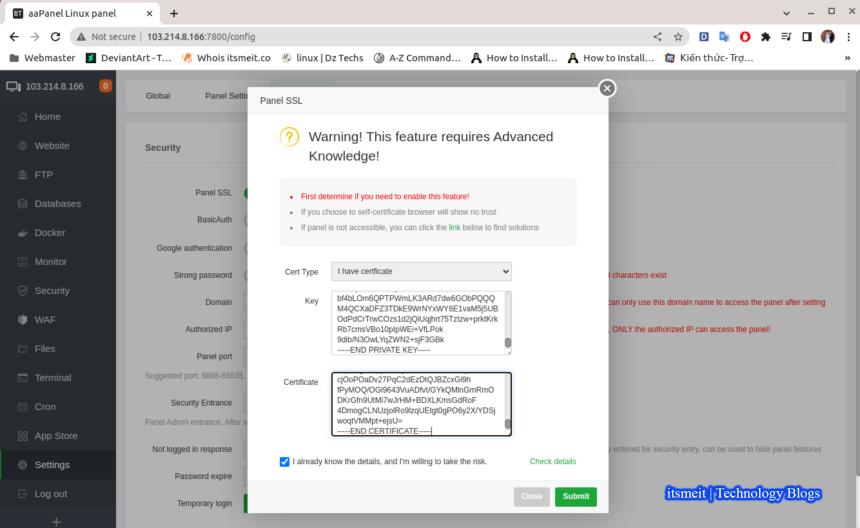 BT aaPanel Linux panel
Not secure | 103.214.8.166:7800/config
Webmaster DeviantArt - T... Whois itsmeit.co linux | Dz Techs A-Z Command... How to Install... How to Install... Kiến thức- Trợ... »
103.214.8.166 0
Home
Website
FTP
Databases
Docker
Monitor
Security
WAF
Files
Terminal
Cron
App Store
Settings
Log out
Global Panel Settin
Security
Panel SSL
BasicAuth
Google authentication
Strong password
characters exist
Domain
can only use this domain name to access the panel after setting
Authorized IP
, ONLY the authorized IP can access the panel!
Panel port
Suggested port: 8888-65535,
Security Entrance
Panel Admin entrance. After s
Not logged in response
y entered for security entry, can be used to hide panel features
Password expire
Temporary login
Panel SSL
Warning! This feature requires Advanced
Knowledge!
First determine if you need to enable this feature!
If you choose to self-certificate browser will show no trust
If panel is not accessible, you can click the link below to find solutions
Cert Type I have certficate
Key
bf4bLOm6QPTPWmLK3ARd7dw6GObPQQQ
M4QCXaDFZ3TDkE9WrNYxWY6E1vaM5j5UB
OdPdCrTrwCOzs1d2jQiUqjhrt75TzIzw+prktKrk
Rb7cmsVBo10pIpWEi+VfLPok
9dib/N3OwLYqZWN2+sjF3GBk
-----END PRIVATE KEY-----
Certificate
cjOoPOaDv27PqC2dEzDtQJBZcxGl9h
fPyMOQ/OGl9643VuADfvt/GYkQMlnGmRmO
DKrGfn9UtMi7wJrHM+BDXLKmsGdRoF
4DmogCLNUzjolRo9lzqUEtgt0gPO6y2X/YDSj
woqtVMMpt+ejsU=
-----END CERTIFICATE-----
I already know the details, and I'm willing to take the risk. Check details
Close Submit
itsmeit | Technology Blogs